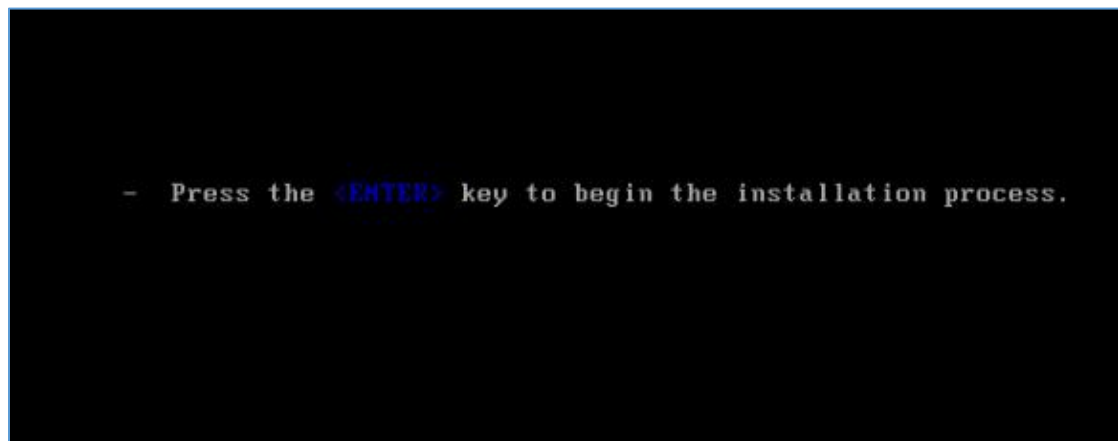 - Press the <ENTER> key to begin the installation process.